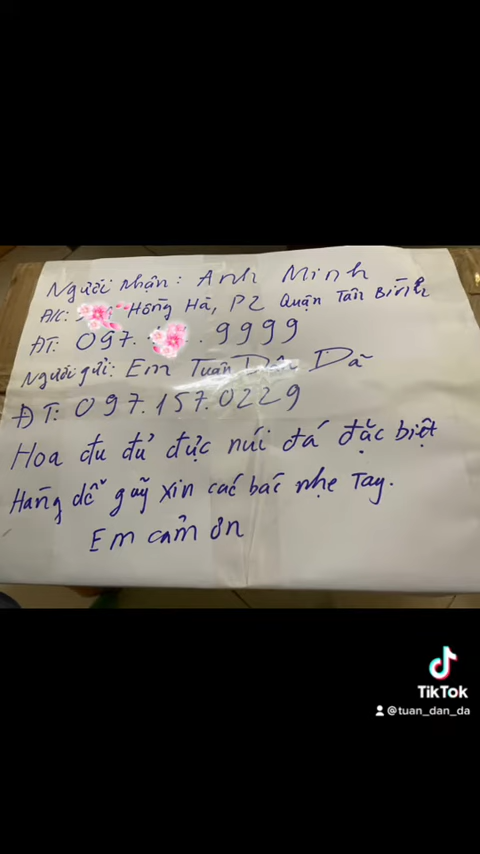 Người Nhận: Anh Minh
Đ/C: Hồng Hà, P2 Quận Tân Bình
ĐT: 097. .9999
Người gửi: Em Tuấn Dân Dã
ĐT: 097.157.0229
Hoa đu đủ đực núi đá đặc biệt
Hàng dễ gãy xin các bác nhẹ Tay.
Em cảm ơn
TikTok
@tuan_dan_da